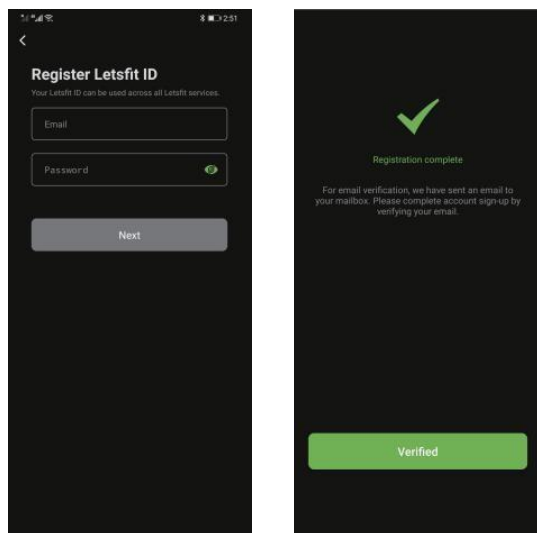 2:51
Register Letsfit ID
Your Letsfit ID can be used across all Letsfit services.
Email
Password
Next
Registration complete
For email verification, we have sent an email to
your mailbox. Please complete account sign-up by
verifying your email.
Verified